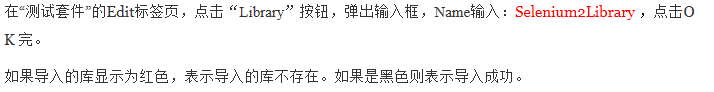 在“测试套件”的Edit标签页，点击“Library”按钮，弹出输入框，Name输入：Selenium2Library ，点击O
K 完。
如果导入的库显示为红色，表示导入的库不存在。如果是黑色则表示导入成功。